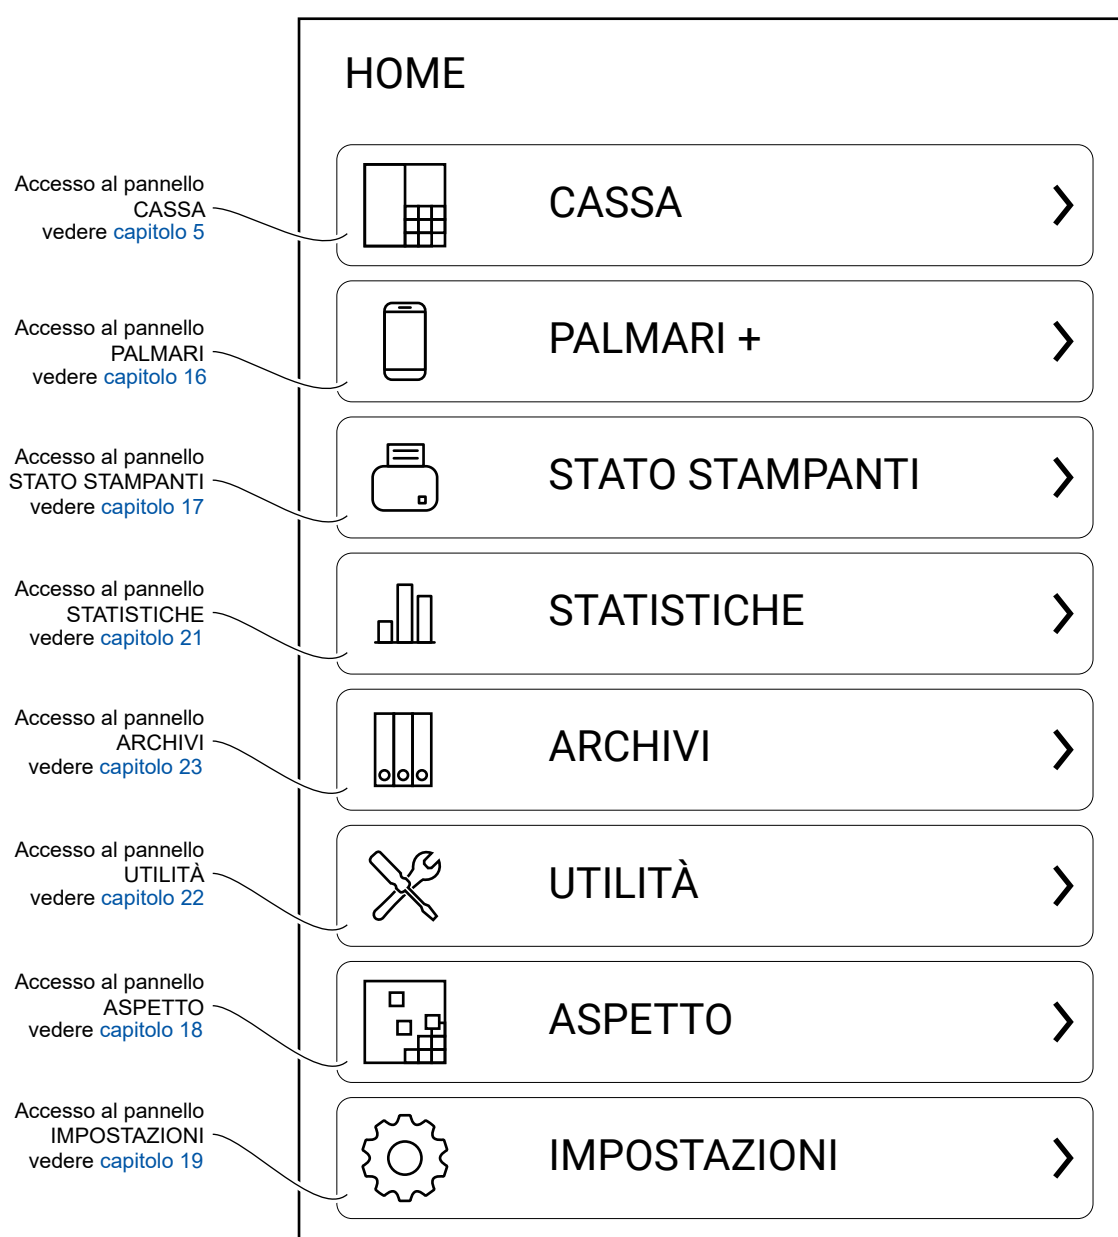 HOME
Accesso al pannello
CASSA
vedere capitolo 5
CASSA
Accesso al pannello
PALMARI
vedere capitolo 16
PALMARI +
Accesso al pannello
STATO STAMPANTI
vedere capitolo 17
STATO STAMPANTI
Accesso al pannello
STATISTICHE
vedere capitolo 21
STATISTICHE
Accesso al pannello
ARCHIVI
vedere capitolo 23
ARCHIVI
Accesso al pannello
UTILITÀ
vedere capitolo 22
UTILITÀ
Accesso al pannello
ASPETTO
vedere capitolo 18
ASPETTO
Accesso al pannello
IMPOSTAZIONI
vedere capitolo 19
IMPOSTAZIONI